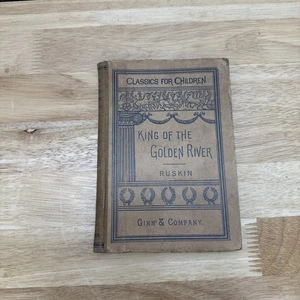 CLASSICS FOR CHILDREN
KING OF THE
GOLDEN RIVER
RUSKIN
GINN & COMPANY.